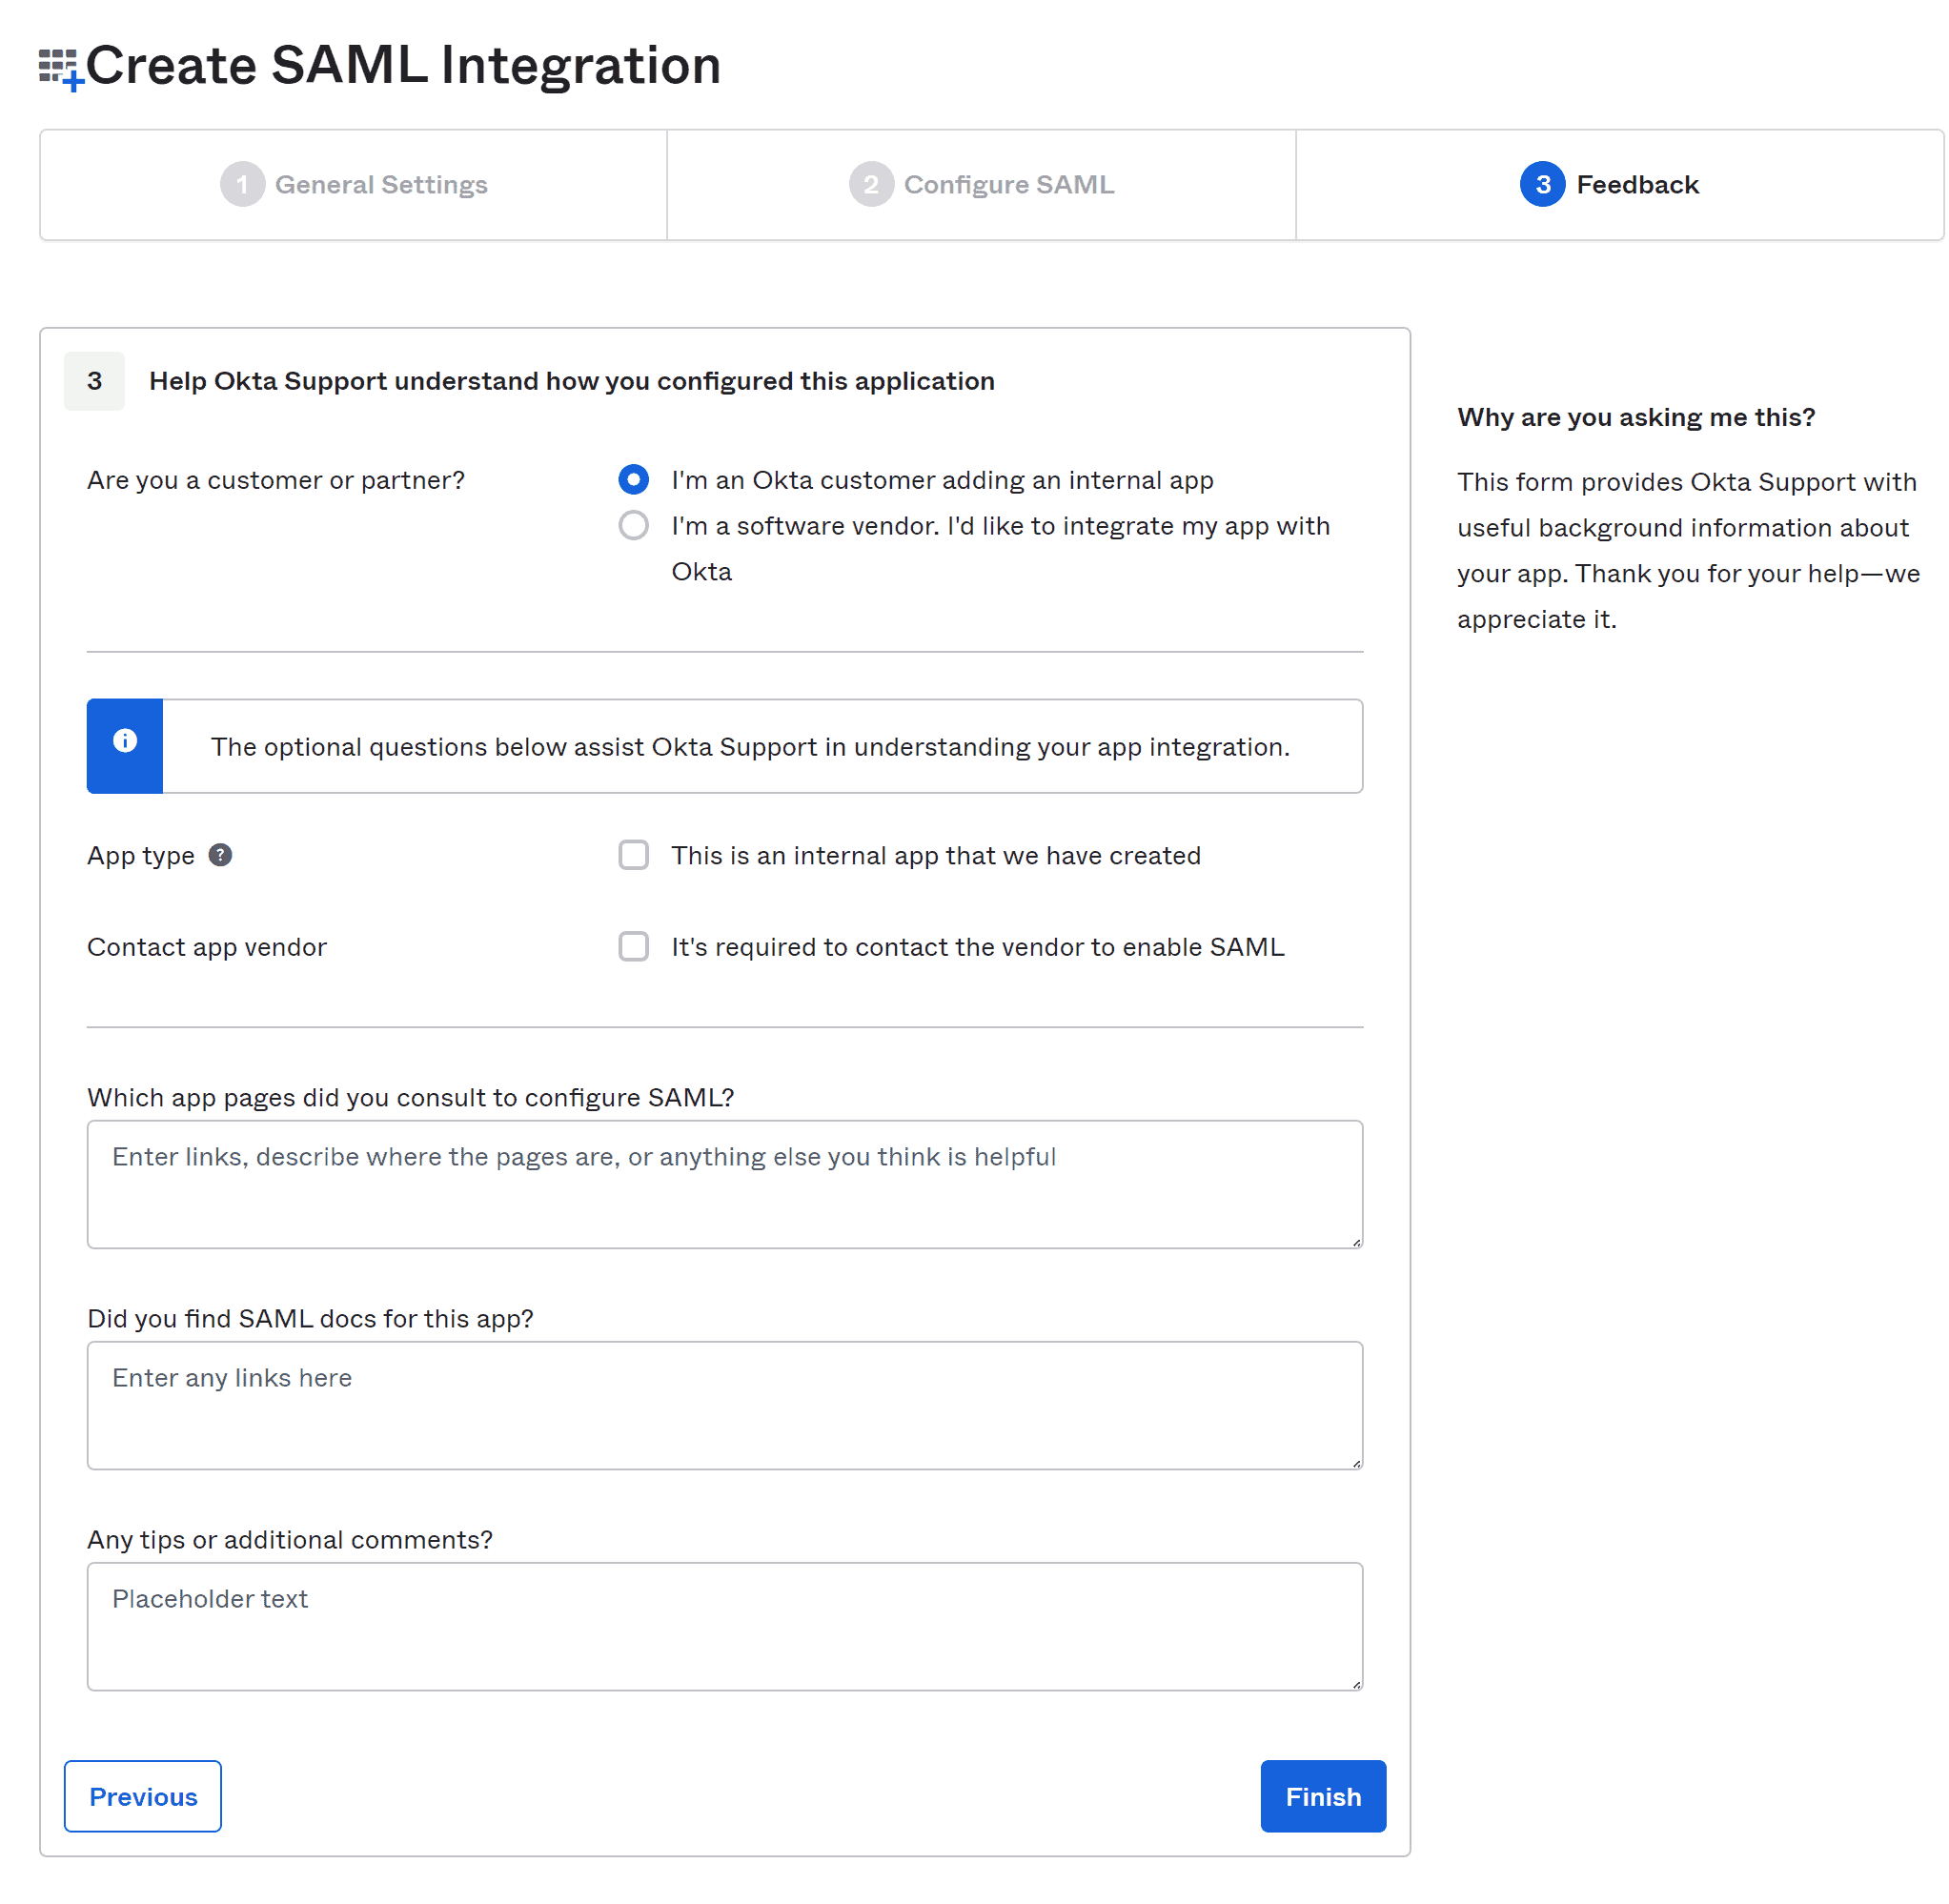 Create SAML Integration
1 General Settings
2 Configure SAML
3 Feedback
3 Help Okta Support understand how you configured this application
Are you a customer or partner?
I'm an Okta customer adding an internal app
I'm a software vendor. I'd like to integrate my app with
Okta
The optional questions below assist Okta Support in understanding your app integration.
App type ?
This is an internal app that we have created
Contact app vendor
It's required to contact the vendor to enable SAML
Which app pages did you consult to configure SAML?
Enter links, describe where the pages are, or anything else you think is helpful
Did you find SAML docs for this app?
Enter any links here
Any tips or additional comments?
Placeholder text
Previous
Finish
Why are you asking me this?
This form provides Okta Support with
useful background information about
your app. Thank you for your help—we
appreciate it.